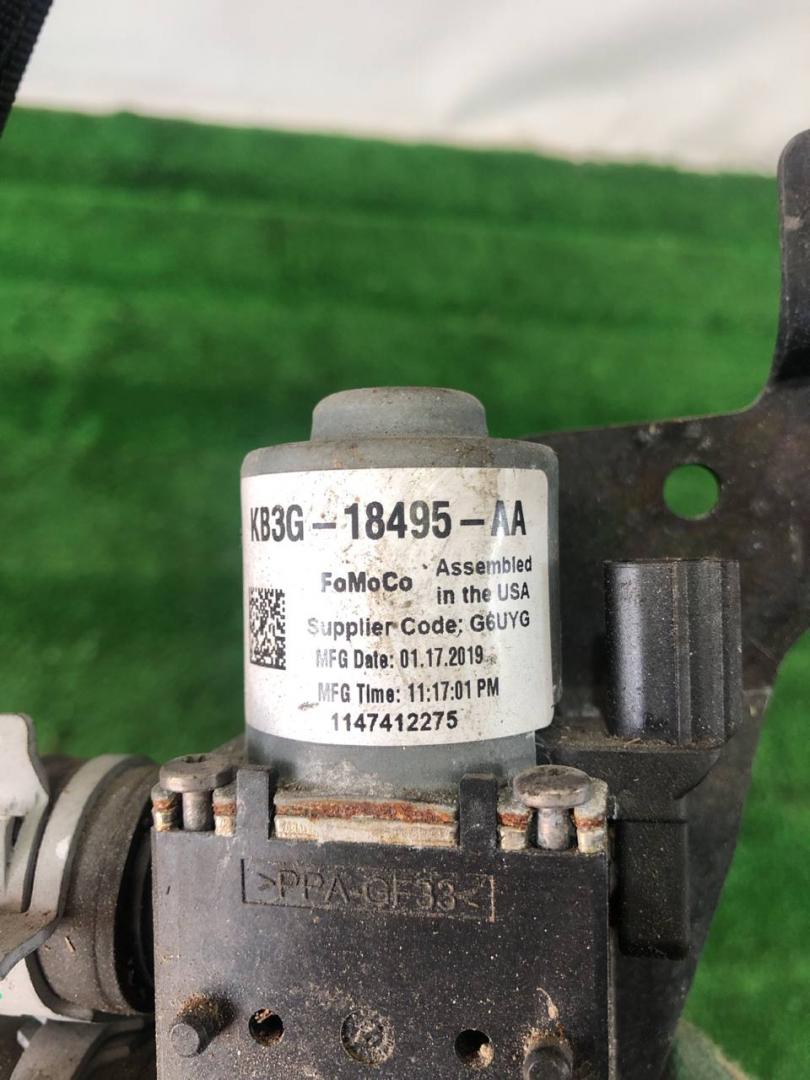 KB3G-18495-AA
FoMoCo
Assembled
in the USA
Supplier Code: G6UYG
MFG Date: 01.17.2019
MFG Time: 11:17:01 PM
1147412275
>PPA-GF33<